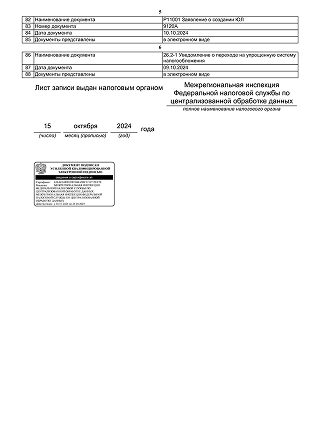 5
82 Наименование документа Р11001 Заявление о создании ЮЛ
83 Номер документа 9120А
84 Дата документа 10.10.2024
85 Документы представлены в электронном виде
6
86 Наименование документа 26.2-1 Уведомление о переходе на упрощенную систему
налогообложения
87 Дата документа 09.10.2024
88 Документы представлены в электронном виде
Лист записи выдан налоговым органом
Межрегиональная инспекция
Федеральной налоговой службы по
централизованной обработке данных
полное наименование налогового органа
15 октября 2024 года
(число) месяц (прописью) (год)
ДОКУМЕНТ ПОДПИСАН
УСИЛЕННОЙ КВАЛИФИЦИРОВАННОЙ
ЭЛЕКТРОННОЙ ПОДПИСЬЮ
СВЕДЕНИЯ О СЕРТИФИКАТЕ ЭП